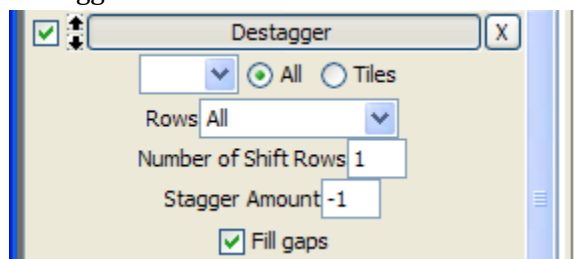 Destagger X
All Tiles
Rows All
Number of Shift Rows 1
Stagger Amount -1
Fill gaps